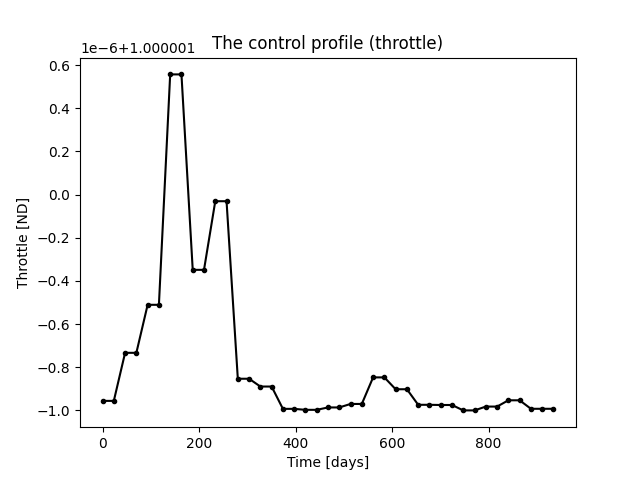 The control profile (throttle)
1e−6+1.000001
0.6
0.4
0.2
0.0
−0.2
−0.4
−0.6
−0.8
−1.0
Throttle [ND]
0 200 400 600 800
Time [days]